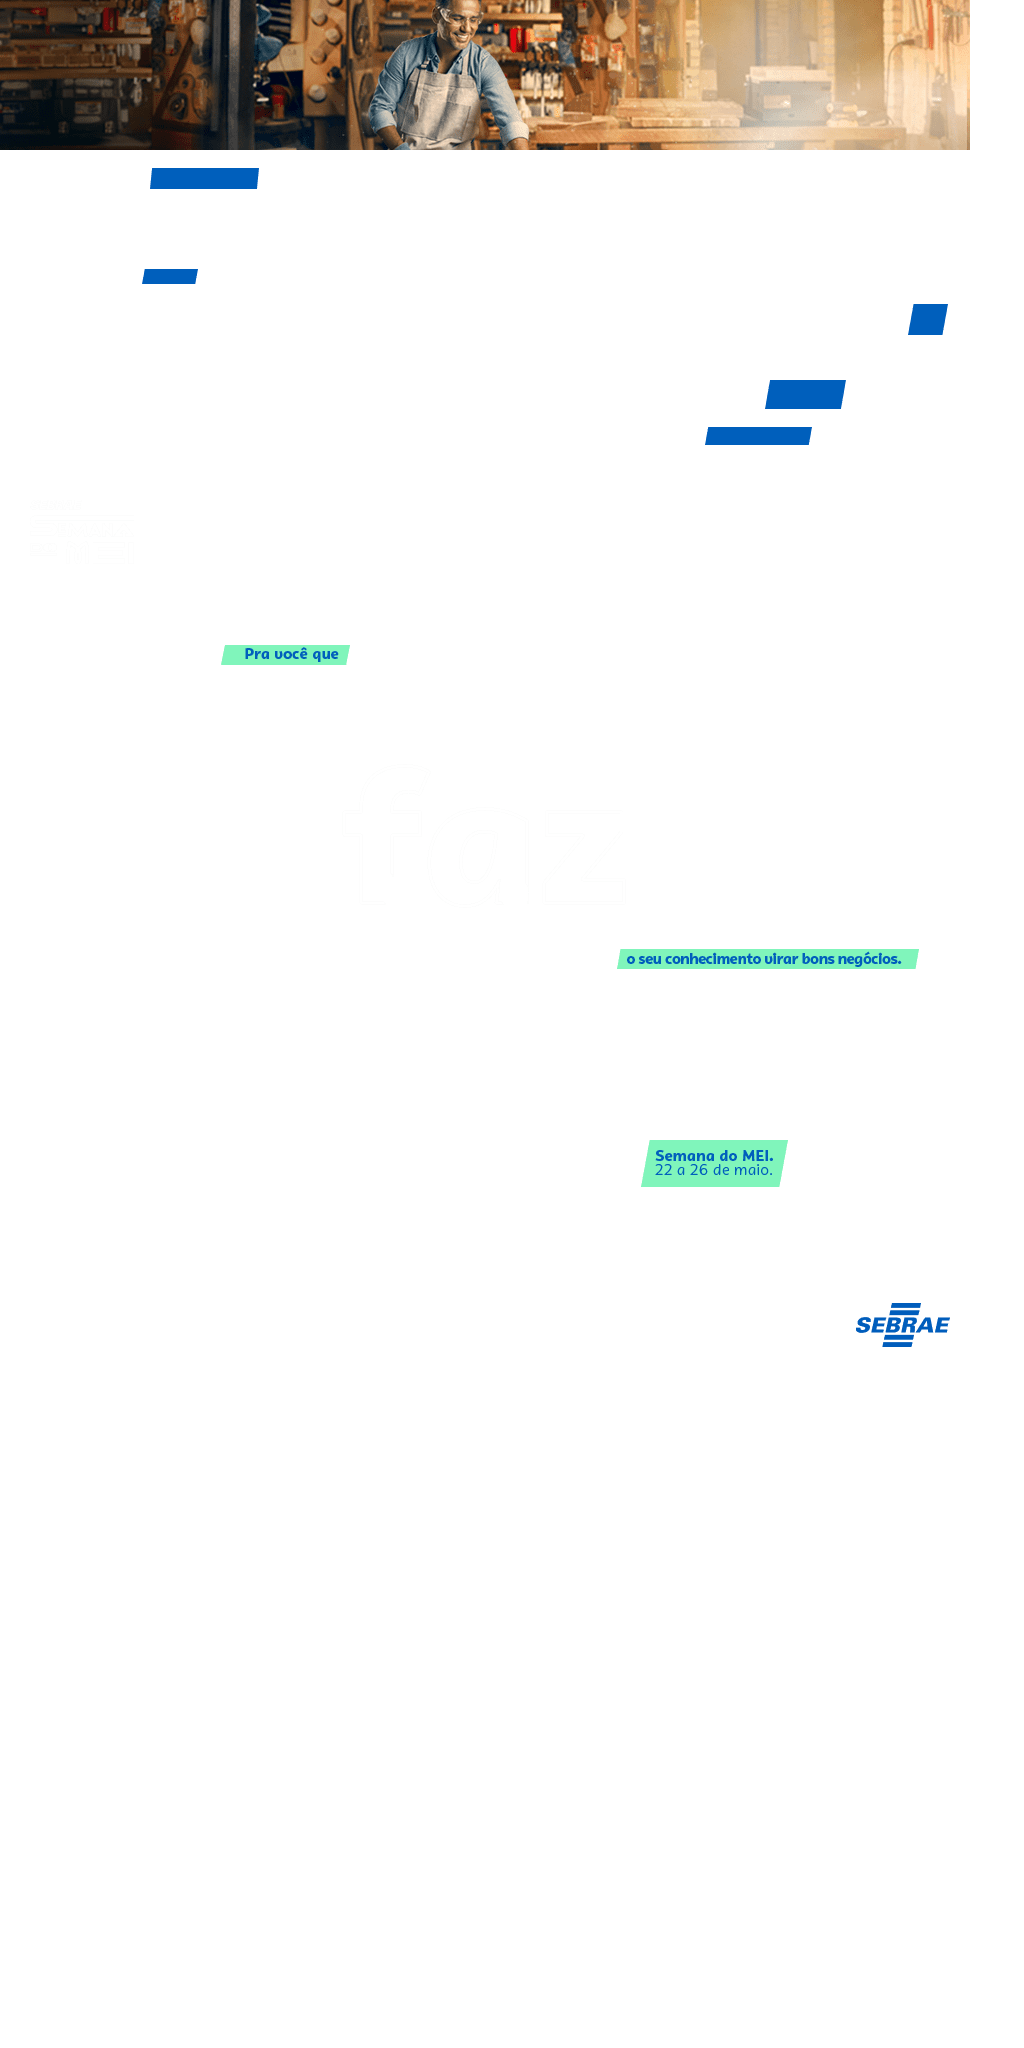 Pra você que
o seu conhecimento virar bons negócios.
Semana do MEI.
22 a 26 de maio.
SEBRAE